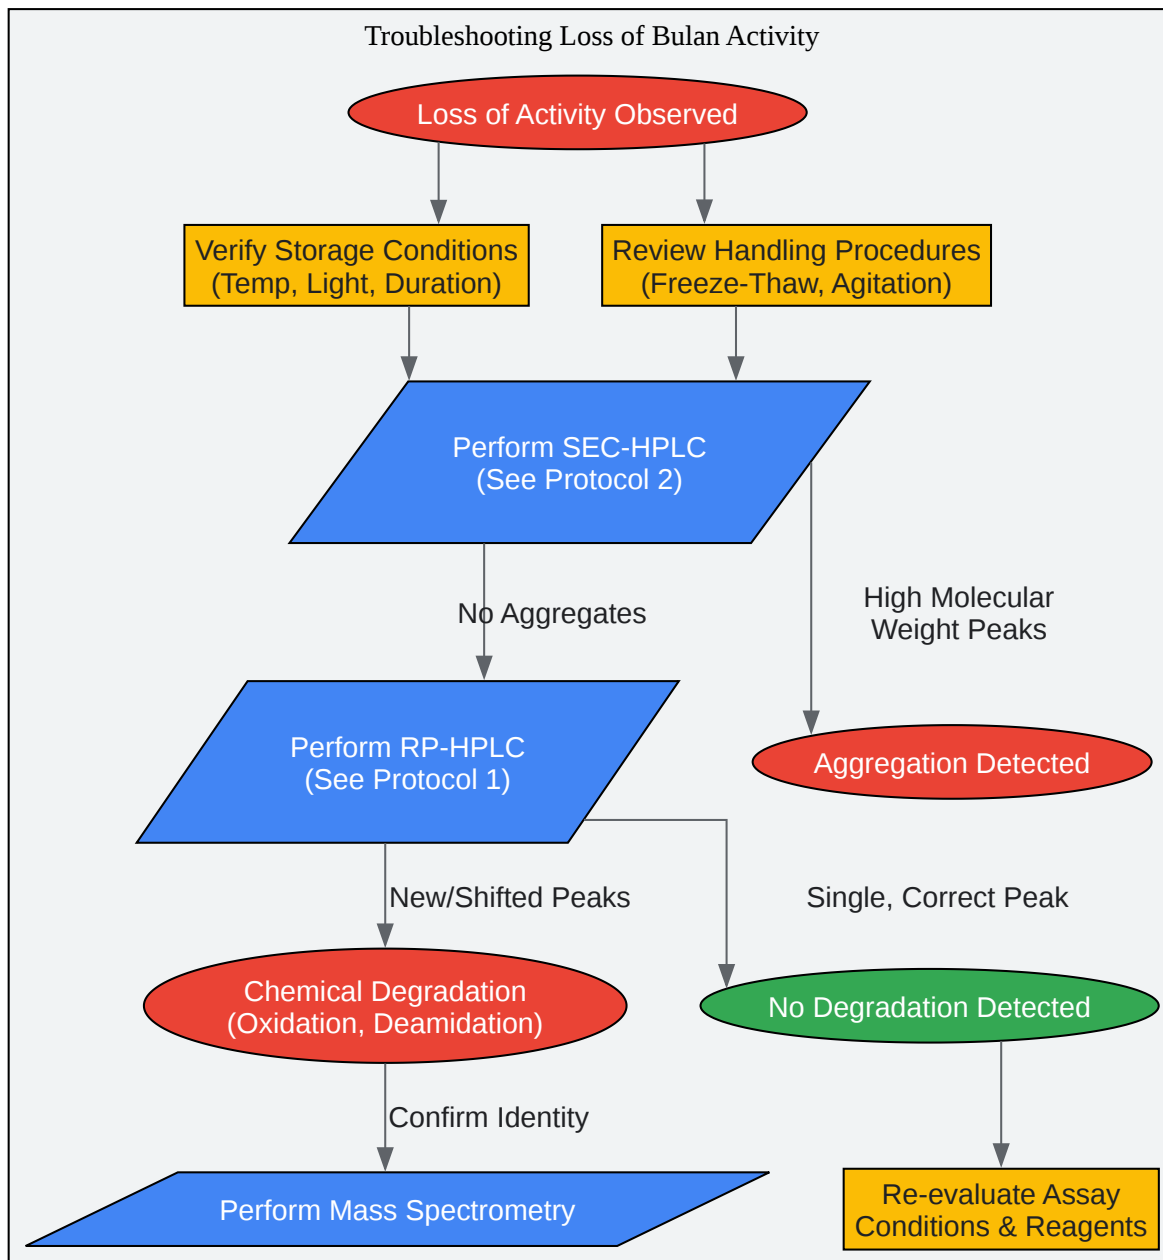 Troubleshooting Loss of Bulan Activity
Loss of Activity Observed
Verify Storage Conditions
(Temp, Light, Duration)
Review Handling Procedures
(Freeze-Thaw, Agitation)
Perform SEC-HPLC
(See Protocol 2)
No Aggregates
High Molecular
Weight Peaks
Perform RP-HPLC
(See Protocol 1)
Aggregation Detected
New/Shifted Peaks
Single, Correct Peak
Chemical Degradation
(Oxidation, Deamidation)
No Degradation Detected
Confirm Identity
Perform Mass Spectrometry
Re-evaluate Assay
Conditions & Reagents